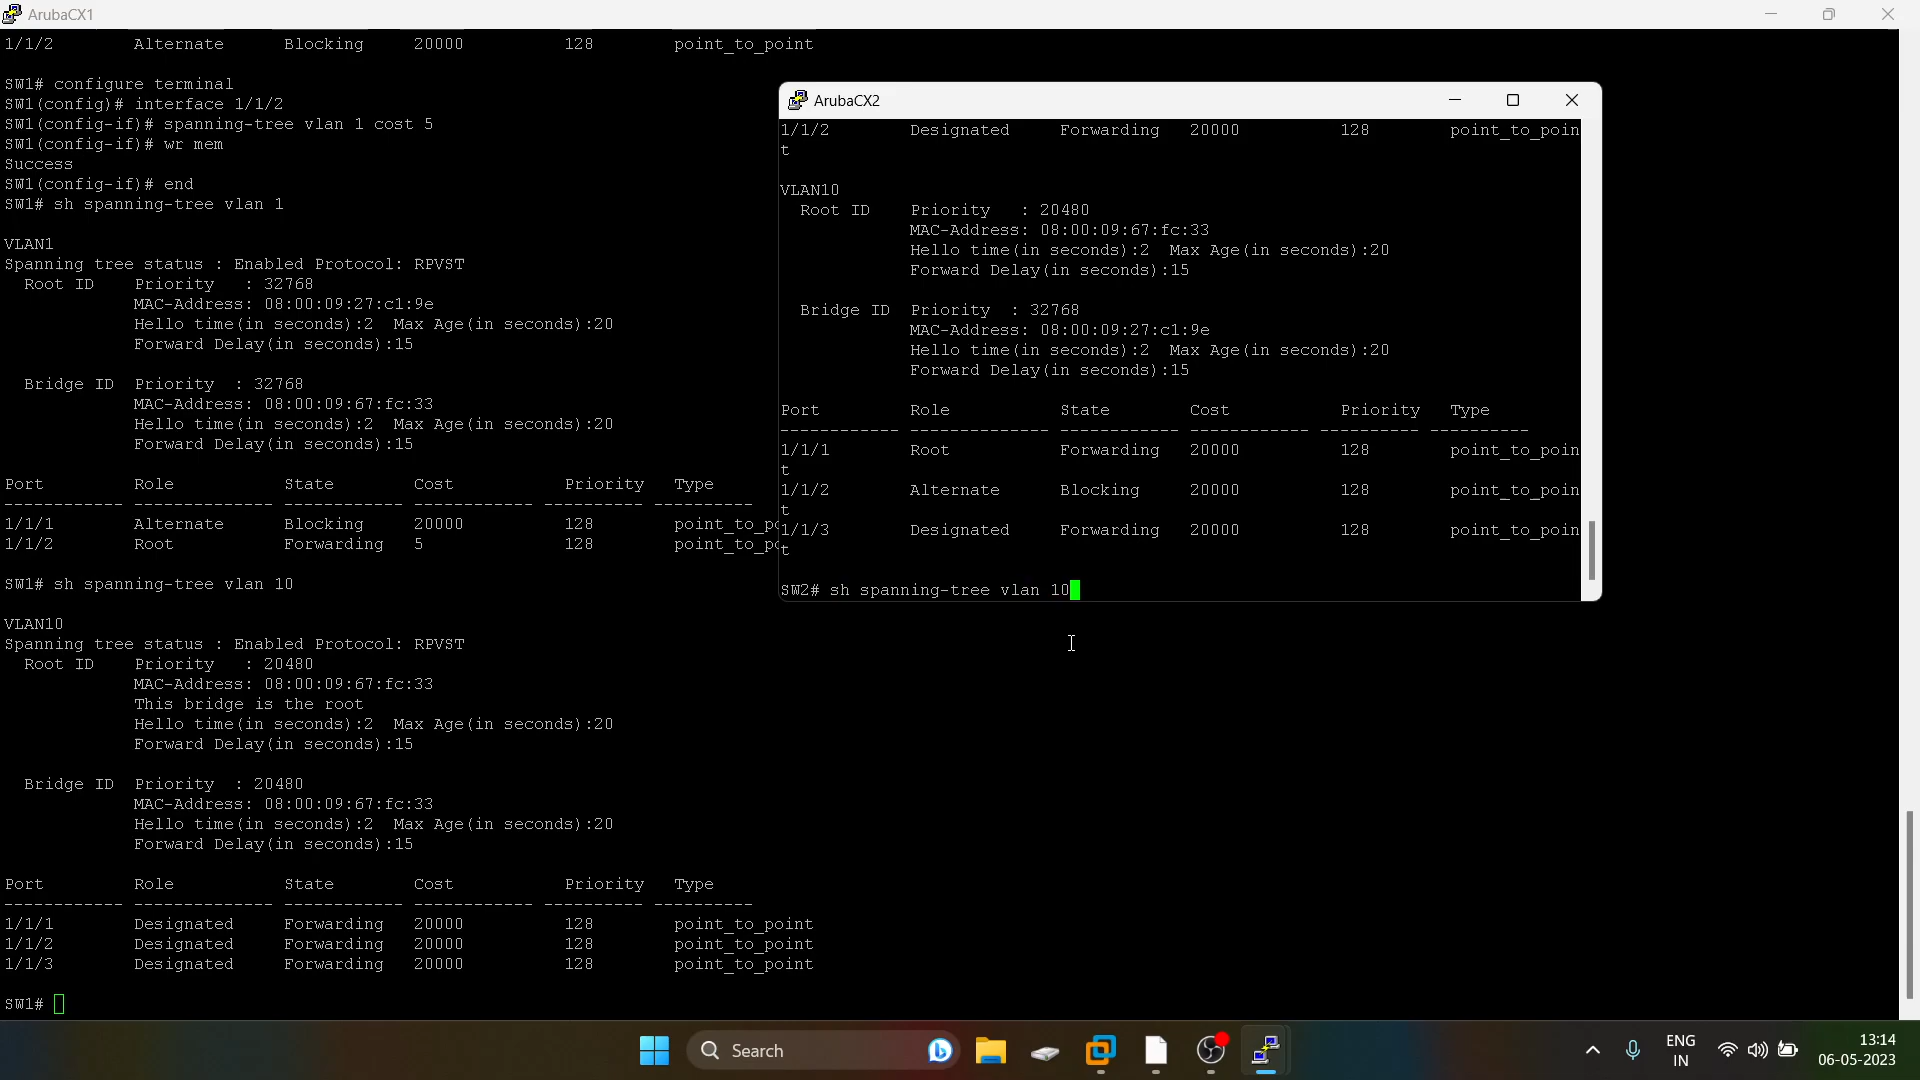 ArubaCX1
1/1/2 Alternate Blocking 20000 128 point_to_point
SW1# configure terminal
SW1(config)# interface 1/1/2
SW1(config-if)# spanning-tree vlan 1 cost 5
SW1(config-if)# wr mem
Success
SW1(config-if)# end
SW1# sh spanning-tree vlan 1
VLAN1
Spanning tree status : Enabled Protocol: RPVST
Root ID Priority : 32768
MAC-Address: 08:00:09:27:c1:9e
Hello time(in seconds):2 Max Age(in seconds):20
Forward Delay(in seconds):15
Bridge ID Priority : 32768
MAC-Address: 08:00:09:67:fc:33
Hello time(in seconds):2 Max Age(in seconds):20
Forward Delay(in seconds):15
Port Role State Cost Priority Type
------------ -------------- ------------ ------------ ---------- ----------
1/1/1 Alternate Blocking 20000 128 point_to_po
1/1/2 Root Forwarding 5 128 point_to_po
SW1# sh spanning-tree vlan 10
VLAN10
Spanning tree status : Enabled Protocol: RPVST
Root ID Priority : 20480
MAC-Address: 08:00:09:67:fc:33
This bridge is the root
Hello time(in seconds):2 Max Age(in seconds):20
Forward Delay(in seconds):15
Bridge ID Priority : 20480
MAC-Address: 08:00:09:67:fc:33
Hello time(in seconds):2 Max Age(in seconds):20
Forward Delay(in seconds):15
Port Role State Cost Priority Type
------------ -------------- ------------ ------------ ---------- ----------
1/1/1 Designated Forwarding 20000 128 point_to_point
1/1/2 Designated Forwarding 20000 128 point_to_point
1/1/3 Designated Forwarding 20000 128 point_to_point
SW1#
ArubaCX2
1/1/2 Designated Forwarding 20000 128 point_to_poin
t
VLAN10
Root ID Priority : 20480
MAC-Address: 08:00:09:67:fc:33
Hello time(in seconds):2 Max Age(in seconds):20
Forward Delay(in seconds):15
Bridge ID Priority : 32768
MAC-Address: 08:00:09:27:c1:9e
Hello time(in seconds):2 Max Age(in seconds):20
Forward Delay(in seconds):15
Port Role State Cost Priority Type
------------ -------------- ------------ ------------ ---------- ----------
1/1/1 Root Forwarding 20000 128 point_to_poin
t
1/1/2 Alternate Blocking 20000 128 point_to_poin
t
1/1/3 Designated Forwarding 20000 128 point_to_poin
t
SW2# sh spanning-tree vlan 10
Search
ENG
IN
13:14
06-05-2023